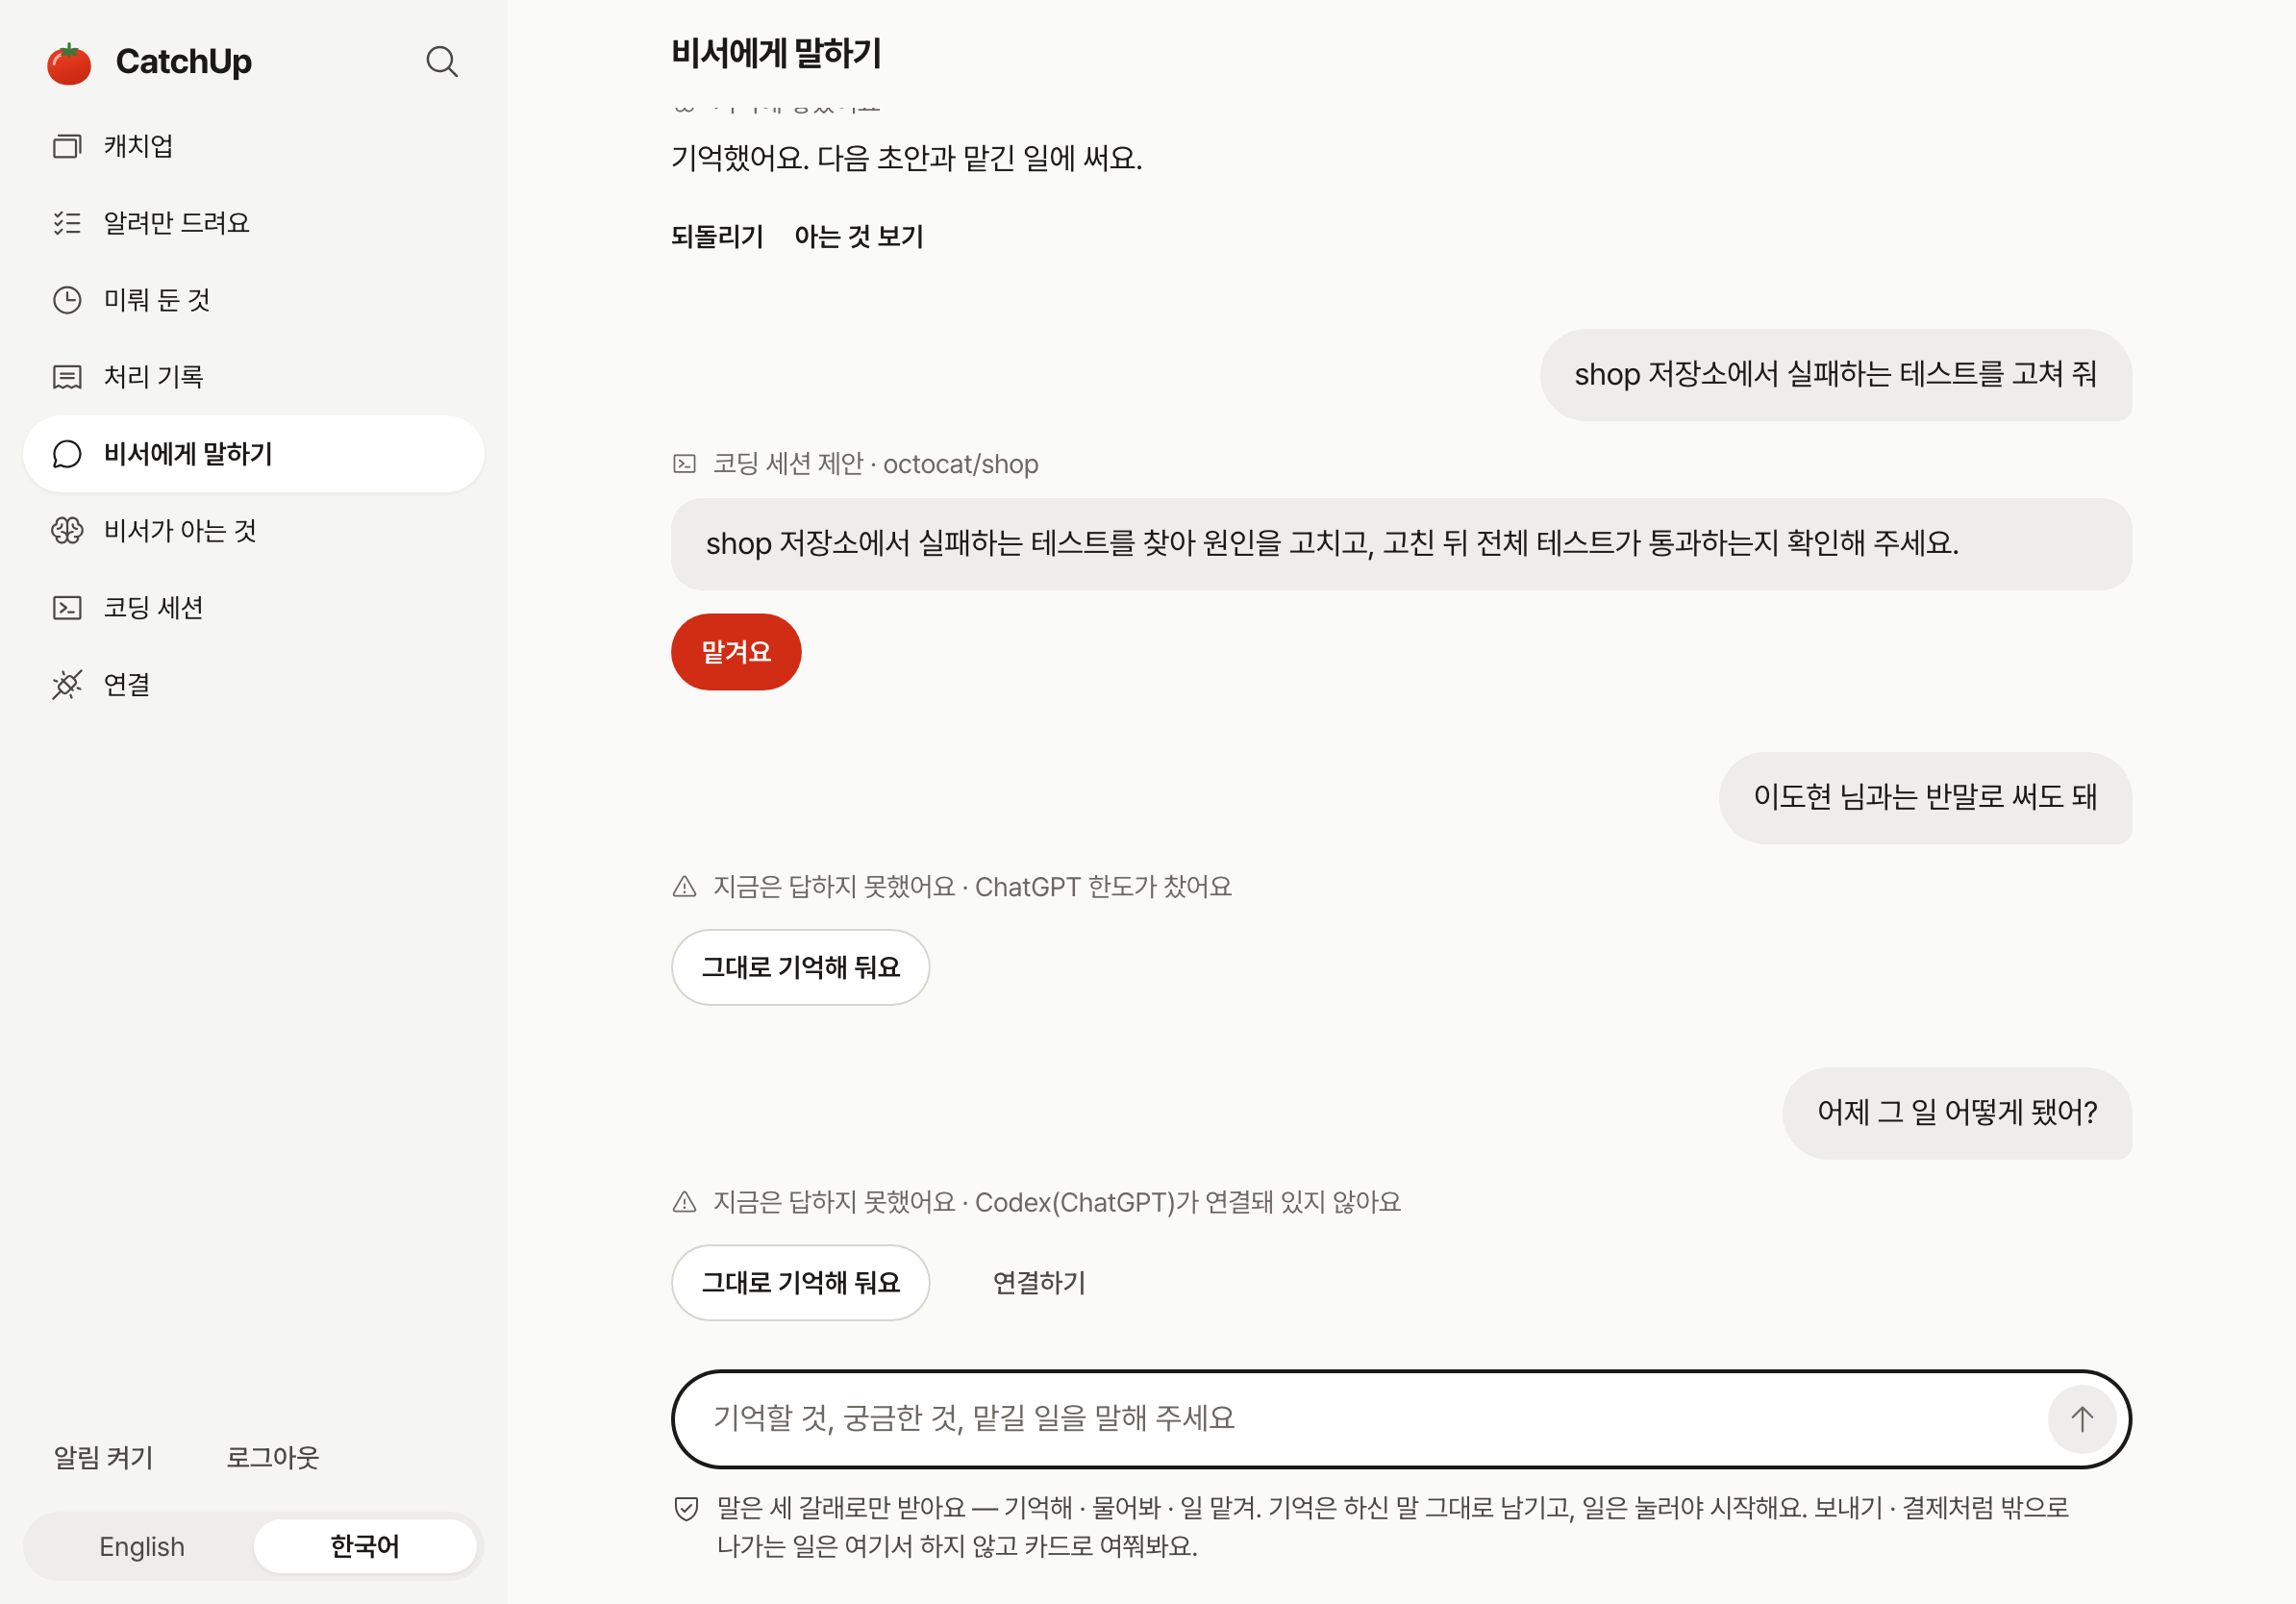 CatchUp
캐치업
알려만 드려요
미뤄 둔 것
처리 기록
비서에게 말하기
비서가 아는 것
코딩 세션
연결
알림 켜기
로그아웃
English
한국어
비서에게 말하기
기억했어요. 다음 초안과 맡긴 일에 써요.
되돌리기
아는 것 보기
shop 저장소에서 실패하는 테스트를 고쳐 줘
코딩 세션 제안 · octocat/shop
shop 저장소에서 실패하는 테스트를 찾아 원인을 고치고, 고친 뒤 전체 테스트가 통과하는지 확인해 주세요.
맡겨요
이도현 님과는 반말로 써도 돼
지금은 답하지 못했어요 · ChatGPT 한도가 찼어요
그대로 기억해 둬요
어제 그 일 어떻게 됐어?
지금은 답하지 못했어요 · Codex(ChatGPT)가 연결돼 있지 않아요
그대로 기억해 둬요
연결하기
기억할 것, 궁금한 것, 맡길 일을 말해 주세요
말은 세 갈래로만 받아요 — 기억해 · 물어봐 · 일 맡겨. 기억은 하신 말 그대로 남기고, 일은 눌러야 시작해요. 보내기 · 결제처럼 밖으로
나가는 일은 여기서 하지 않고 카드로 여쭤봐요.